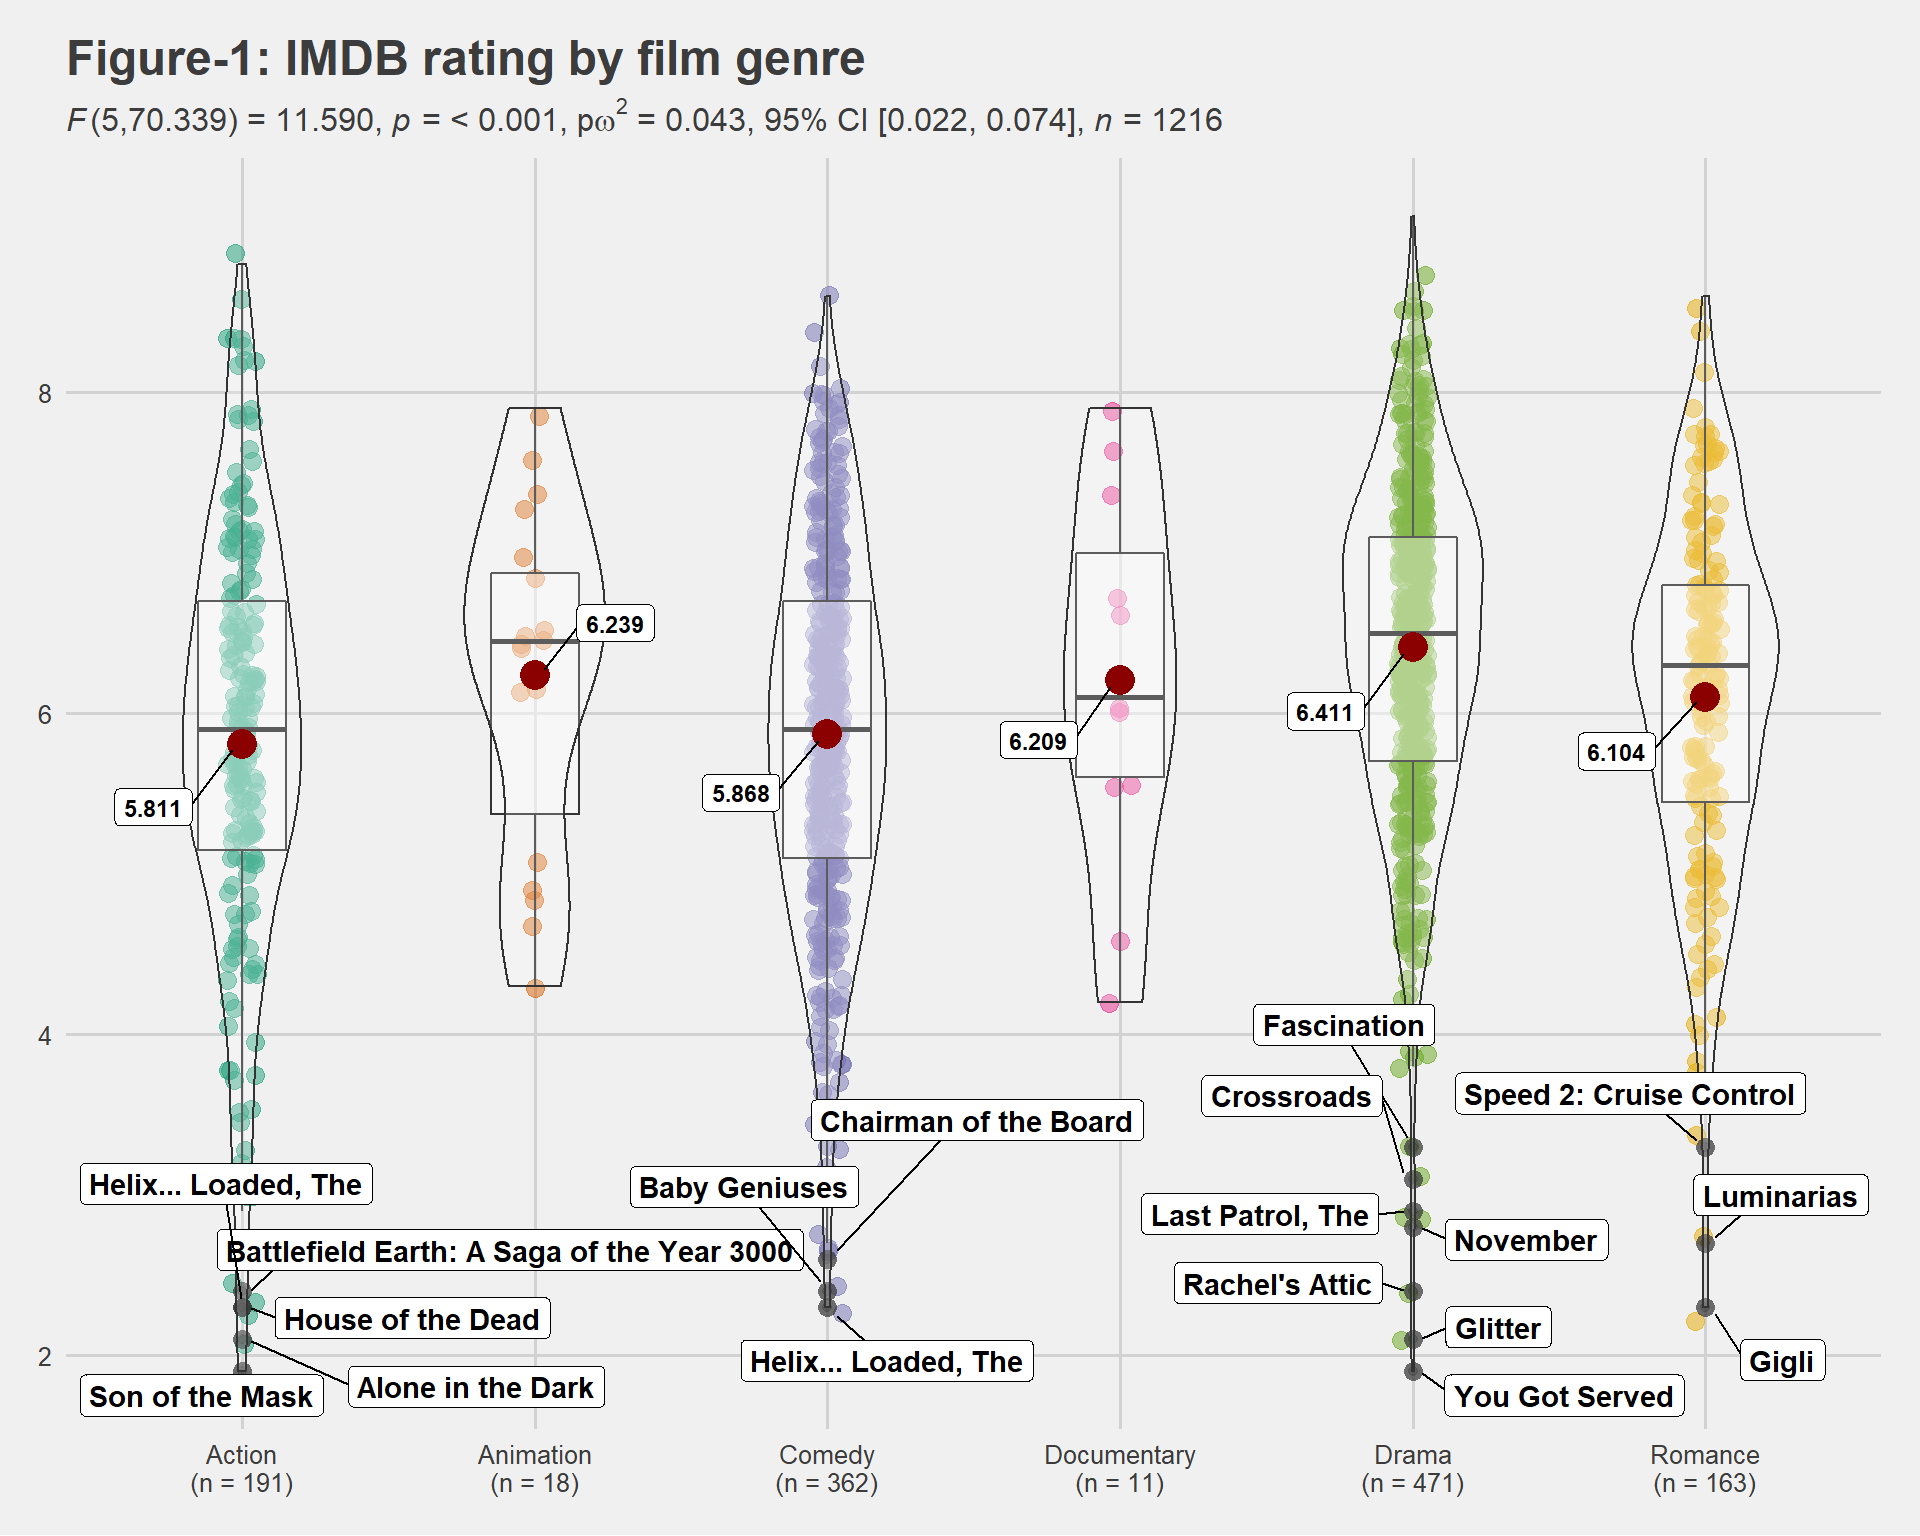 Figure-1: IMDB rating by film genre
F(5,70.339) = 11.590, p = < 0.001, pω² = 0.043, 95% CI [0.022, 0.074], n = 1216
8
6
4
2
6.239
5.811
5.868
6.209
6.411
6.104
Fascination
Crossroads
Speed 2: Cruise Control
Chairman of the Board
Helix... Loaded, The
Baby Geniuses
Luminarias
Last Patrol, The
November
Battlefield Earth: A Saga of the Year 3000
Rachel's Attic
House of the Dead
Glitter
Helix... Loaded, The
Gigli
Alone in the Dark
Son of the Mask
You Got Served
Action
(n = 191)
Animation
(n = 18)
Comedy
(n = 362)
Documentary
(n = 11)
Drama
(n = 471)
Romance
(n = 163)